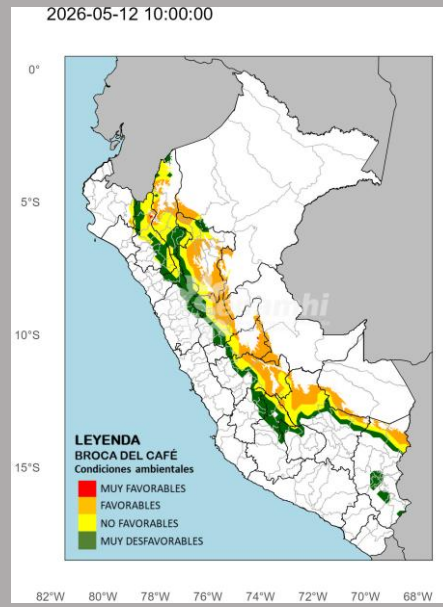 2026-05-12 10:00:00
0°
5°S
10°S
15°S
senamhi
LEYENDA
BROCA DEL CAFÉ
Condiciones ambientales
MUY FAVORABLES
FAVORABLES
NO FAVORABLES
MUY DESFAVORABLES
82°W 80°W 78°W 76°W 74°W 72°W 70°W 68°W